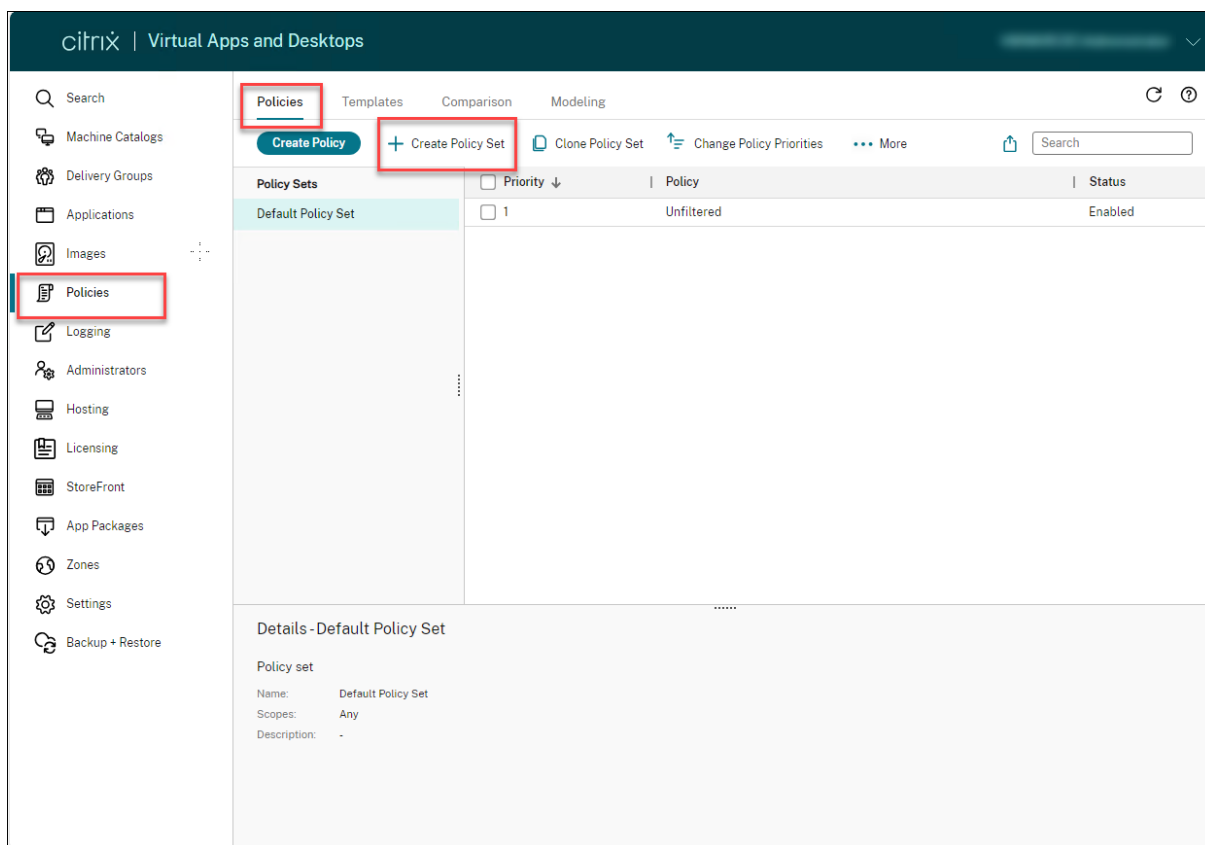 citrix | Virtual Apps and Desktops
Search
Machine Catalogs
Delivery Groups
Applications
Images
Policies
Logging
Administrators
Hosting
Licensing
StoreFront
App Packages
Zones
Settings
Backup + Restore
Policies Templates Comparison Modeling
Create Policy Create Policy Set Clone Policy Set Change Policy Priorities More Search
Policy Sets
Default Policy Set
Priority Policy Status
1 Unfiltered Enabled
Details - Default Policy Set
Policy set
Name: Default Policy Set
Scopes: Any
Description: -